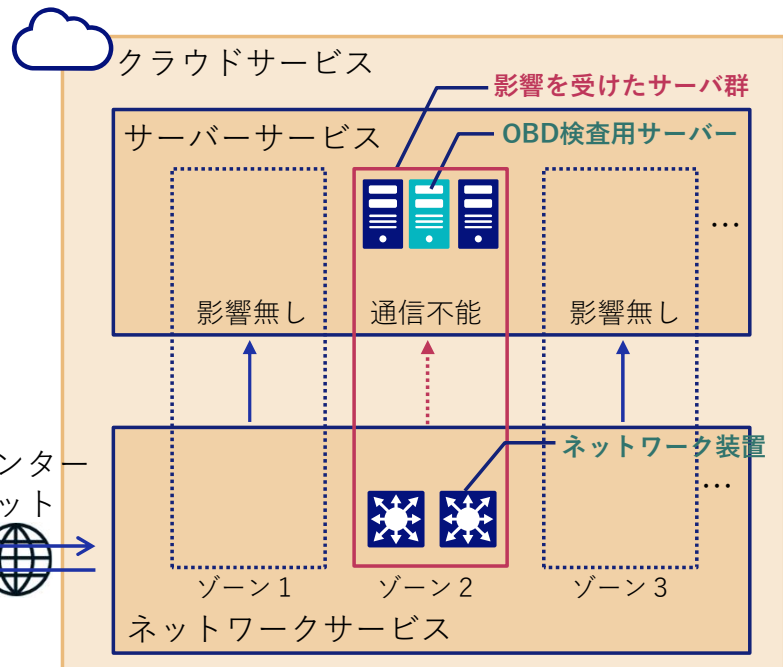 クラウドサービス
影響を受けたサーバ群
サーバーサービス
OBD検査用サーバー
…
影響無し
通信不能
影響無し
ネットワーク装置
ンター
ット
…
ゾーン1
ゾーン2
ゾーン3
ネットワークサービス